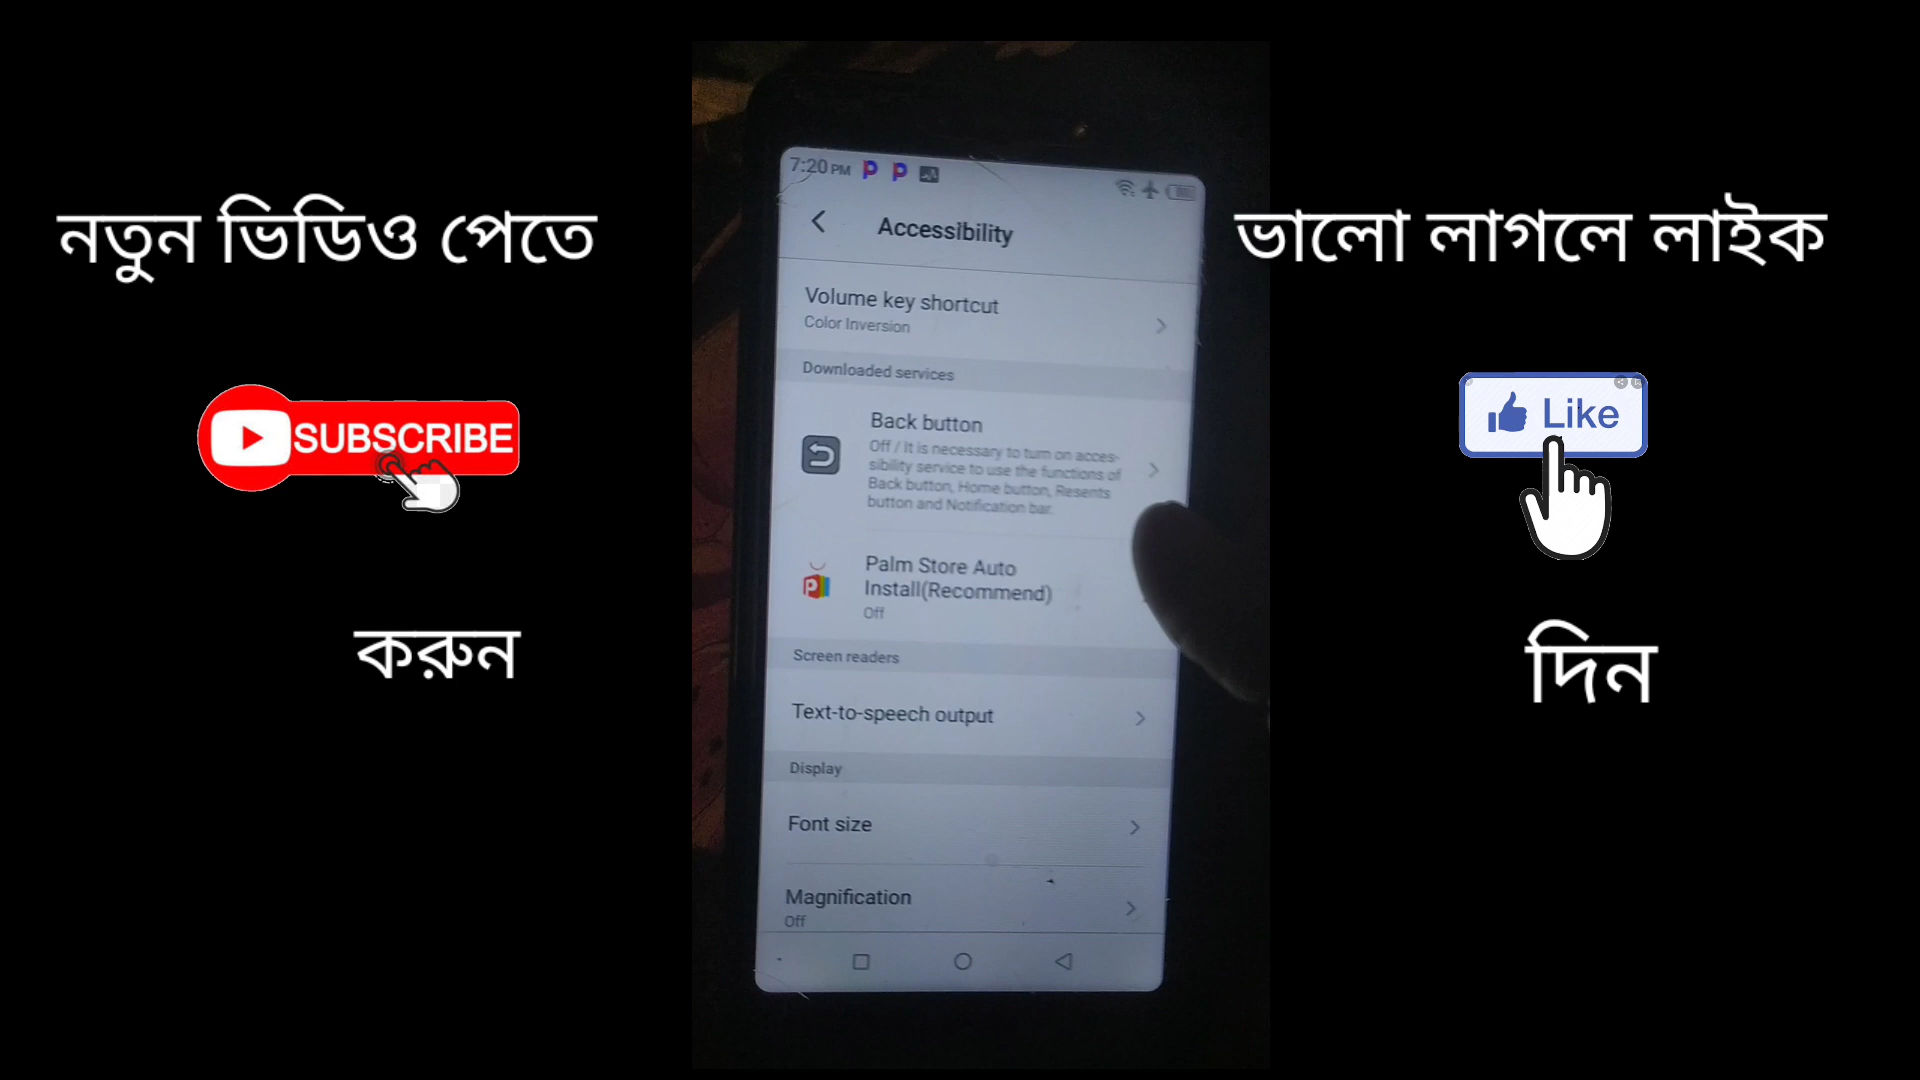 নতুন ভিডিও পেতে
SUBSCRIBE
করুন
7:20 PM
Accessibility
Volume key shortcut
Color Inversion
Downloaded services
Back button
Off / It is necessary to turn on acces-
sibility service to use the functions of
Back button, Home button, Resents
button and Notification bar.
Palm Store Auto
Install(Recommend)
Off
Screen readers
Text-to-speech output
Display
Font size
Magnification
Off
ভালো লাগলে লাইক
Like
দিন